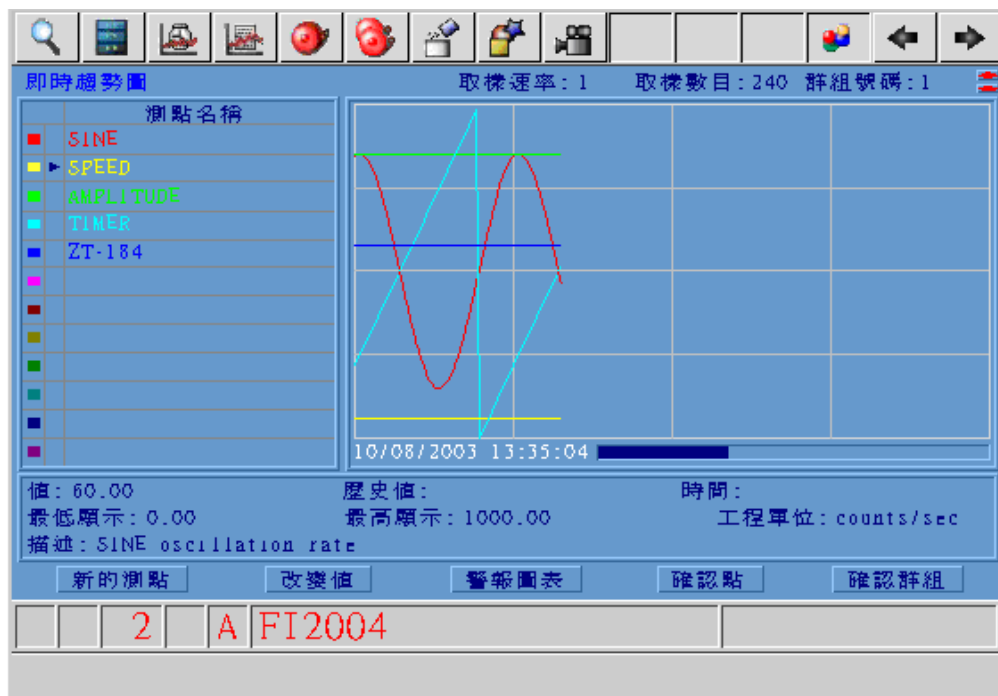 即時趨勢圖 取樣速率:1 取樣數目:240 群組號碼:1
測點名稱
SINE
SPEED
AMPLITUDE
TIMER
ZT-184
10/08/2003 13:35:04
值:60.00 歷史值: 時間:
最低顯示:0.00 最高顯示:1000.00 工程單位:counts/sec
描述:SINE oscillation rate
新的測點 改變值 警報圖表 確認點 確認群組
2 A FI2004